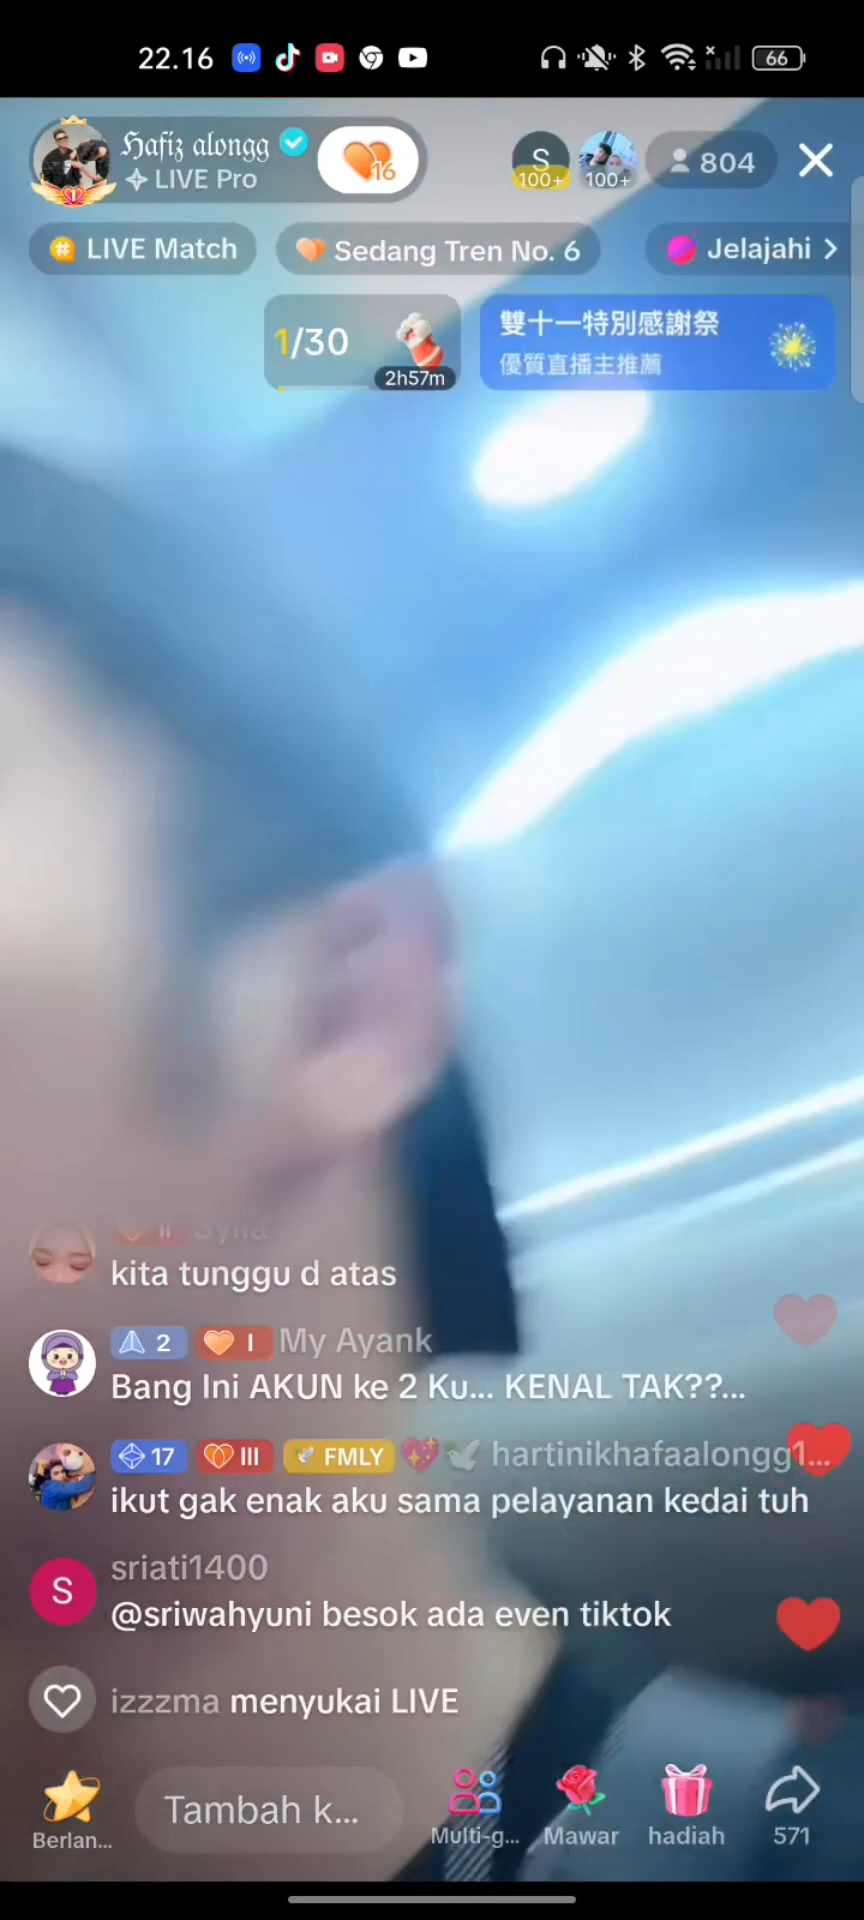 22.16
66
ℌafiz alongg
LIVE Pro
16
S
100+
100+
804
LIVE Match
Sedang Tren No. 6
Jelajahi
1/30
2h57m
雙十一特別感謝祭
優質直播主推薦
kita tunggu d atas
2 I My Ayank
Bang Ini AKUN ke 2 Ku... KENAL TAK??...
17 III FMLY 💖🕊 hartinikhafaalongg1...
ikut gak enak aku sama pelayanan kedai tuh
S
sriati1400
@sriwahyuni besok ada even tiktok
izzzma menyukai LIVE
Tambah k...
Berlan...
Multi-g...
Mawar
hadiah
571